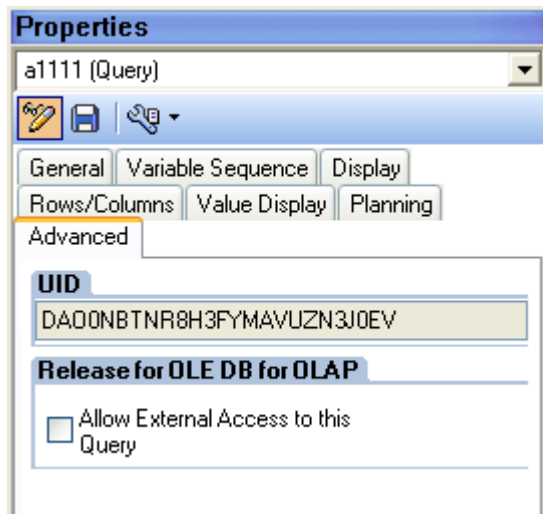 Properties
a1111 (Query)
General Variable Sequence Display
Rows/Columns Value Display Planning
Advanced
UID
DAO0NBTNR8H3FYMAVUZN3J0EV
Release for OLE DB for OLAP
Allow External Access to this
Query